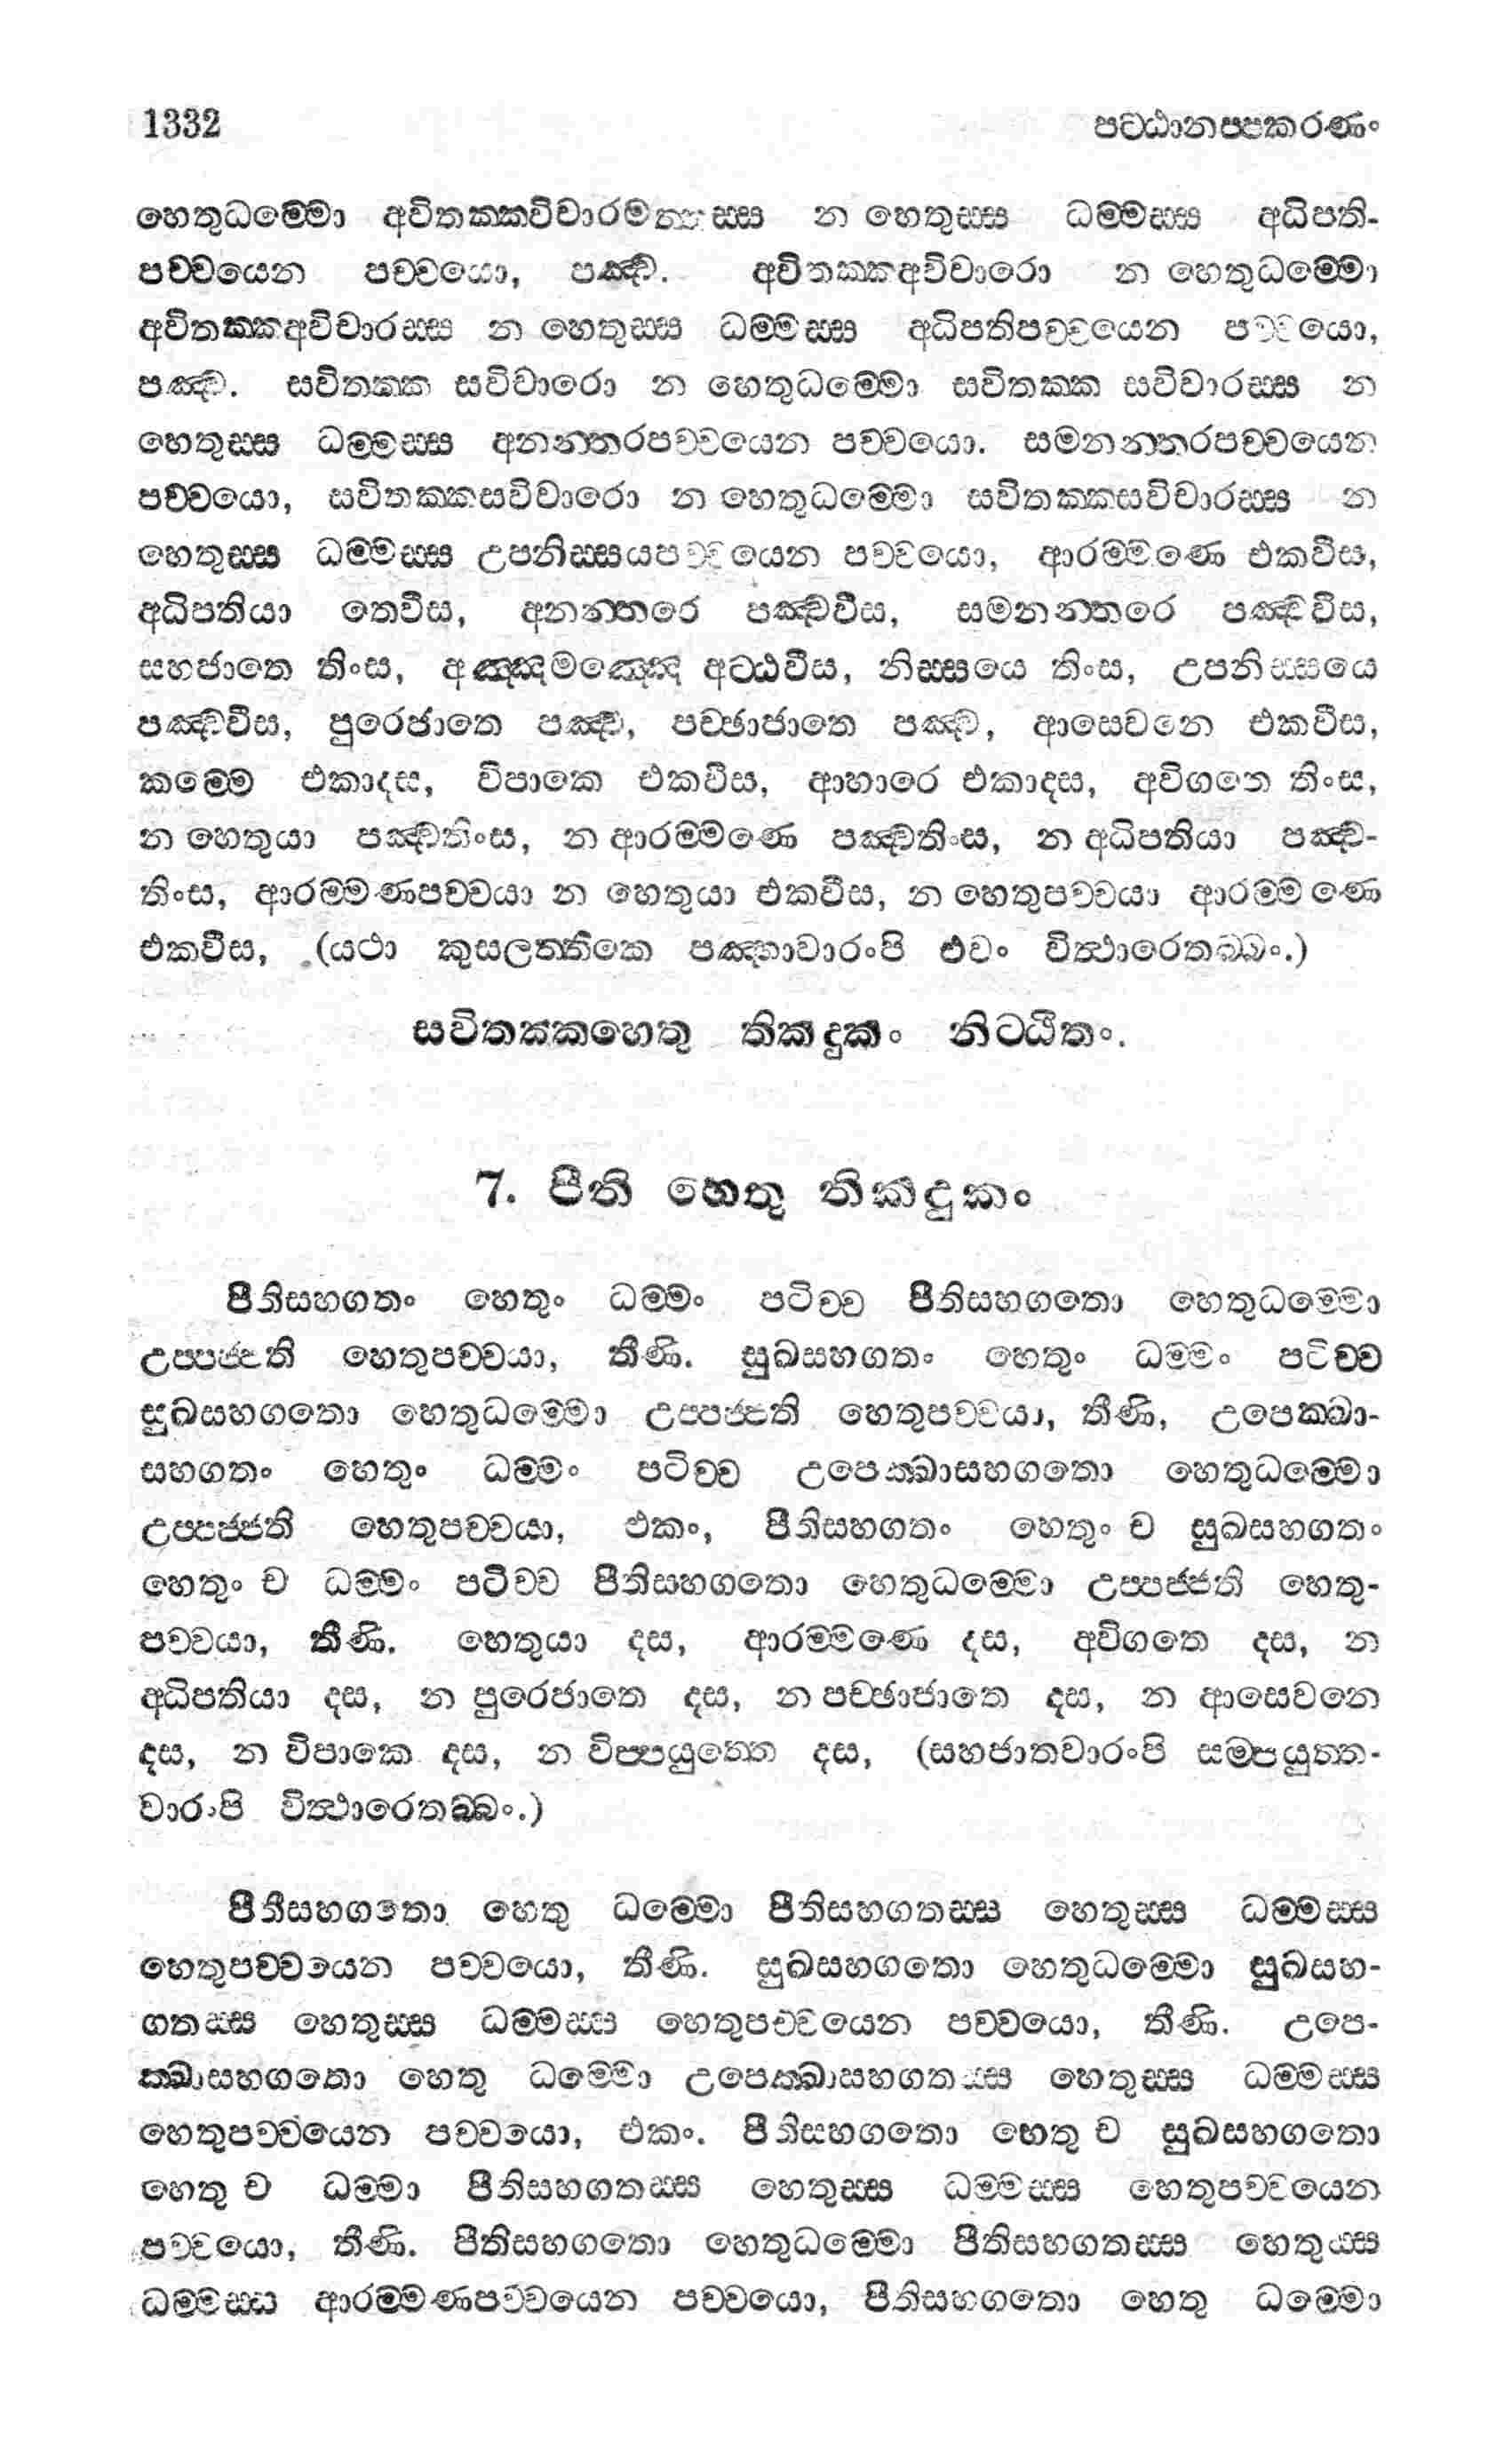 1332 පට්ඨානප්පකරණං
හෙතුධම්මො අවිතක්කවිචාරමත්තස්ස න හෙතුස්ස ධම්මස්ස අධිපති-
පච්චයෙන පච්චයො, පඤ්ච. අවිතක්කඅවිචාරො න හෙතුධම්මො
අවිතක්කඅවිචාරස්ස න හෙතුස්ස ධම්මස්ස අධිපතිපච්චයෙන පච්චයො,
පඤ්ච. සවිතක්ක සවිචාරො න හෙතුධම්මො සවිතක්ක සවිචාරස්ස න
හෙතුස්ස ධම්මස්ස අනන්තරපච්චයෙන පච්චයො. සමනන්තරපච්චයෙන
පච්චයො, සවිතක්කසවිචාරො න හෙතුධම්මො සවිතක්කසවිචාරස්ස න
හෙතුස්ස ධම්මස්ස උපනිස්සයපච්චයෙන පච්චයො, ආරම්මණෙ එකවීස,
අධිපතියා තෙවීස, අනන්තරෙ පඤ්චවීස, සමනන්තරෙ පඤ්චවීස,
සහජාතෙ තිංස, අඤ්ඤමඤ්ඤෙ අට්ඨවීස, නිස්සයෙ තිංස, උපනිස්සයෙ
පඤ්චවීස, පුරෙජාතෙ පඤ්ච, පච්ඡාජාතෙ පඤ්ච, ආසෙවනෙ එකවීස,
කම්මෙ එකාදස, විපාකෙ එකවීස, ආහාරෙ එකාදස, අවිගතෙ තිංස,
න හෙතුයා පඤ්චතිංස, න ආරම්මණෙ පඤ්චතිංස, න අධිපතියා පඤ්ච-
තිංස, ආරම්මණපච්චයා න හෙතුයා එකවීස, න හෙතුපච්චයා ආරම්මණෙ
එකවීස, (යථා කුසලත්තිකෙ පඤ්හාවාරංපි එවං විත්ථාරෙතබ්බං.)
සවිතක්කහෙතු තිකදුකං නිට්ඨිතං.
7. පීති හෙතු තිකදුකං
පීතිසහගතං හෙතුං ධම්මං පටිච්ච පීතිසහගතො හෙතුධම්මො
උප්පජ්ජති හෙතුපච්චයා, තීණි. සුඛසහගතං හෙතුං ධම්මං පටිච්ච
සුඛසහගතො හෙතුධම්මො උප්පජ්ජති හෙතුපච්චයා, තීණි, උපෙක්ඛා-
සහගතං හෙතුං ධම්මං පටිච්ච උපෙක්ඛාසහගතො හෙතුධම්මො
උප්පජ්ජති හෙතුපච්චයා, එකං, පීතිසහගතං හෙතුං ච සුඛසහගතං
හෙතුං ච ධම්මං පටිච්ච පීතිසහගතො හෙතුධම්මො උප්පජ්ජති හෙතු-
පච්චයා, තීණි. හෙතුයා දස, ආරම්මණෙ දස, අවිගතෙ දස, න
අධිපතියා දස, න පුරෙජාතෙ දස, න පච්ඡාජාතෙ දස, න ආසෙවනෙ
දස, න විපාකෙ දස, න විප්පයුත්තෙ දස, (සහජාතවාරංපි සම්පයුත්ත-
වාරංපි විත්ථාරෙතබ්බං.)
පීතීසහගතො හෙතු ධම්මො පීතිසහගතස්ස හෙතුස්ස ධම්මස්ස
හෙතුපච්චයෙන පච්චයො, තීණි. සුඛසහගතො හෙතුධම්මො සුඛසහ-
ගතස්ස හෙතුස්ස ධම්මස්ස හෙතුපච්චයෙන පච්චයො, තීණි. උපෙ-
ක්ඛාසහගතො හෙතු ධම්මො උපෙක්ඛාසහගතස්ස හෙතුස්ස ධම්මස්ස
හෙතුපච්චයෙන පච්චයො, එකං. පීතිසහගතො හෙතු ච සුඛසහගතො
හෙතු ච ධම්මා පීතිසහගතස්ස හෙතුස්ස ධම්මස්ස හෙතුපච්චයෙන
පච්චයො, තීණි. පීතිසහගතො හෙතුධම්මො පීතිසහගතස්ස හෙතුස්ස
ධම්මස්ස ආරම්මණපච්චයෙන පච්චයො, පීතිසහගතො හෙතු ධම්මො